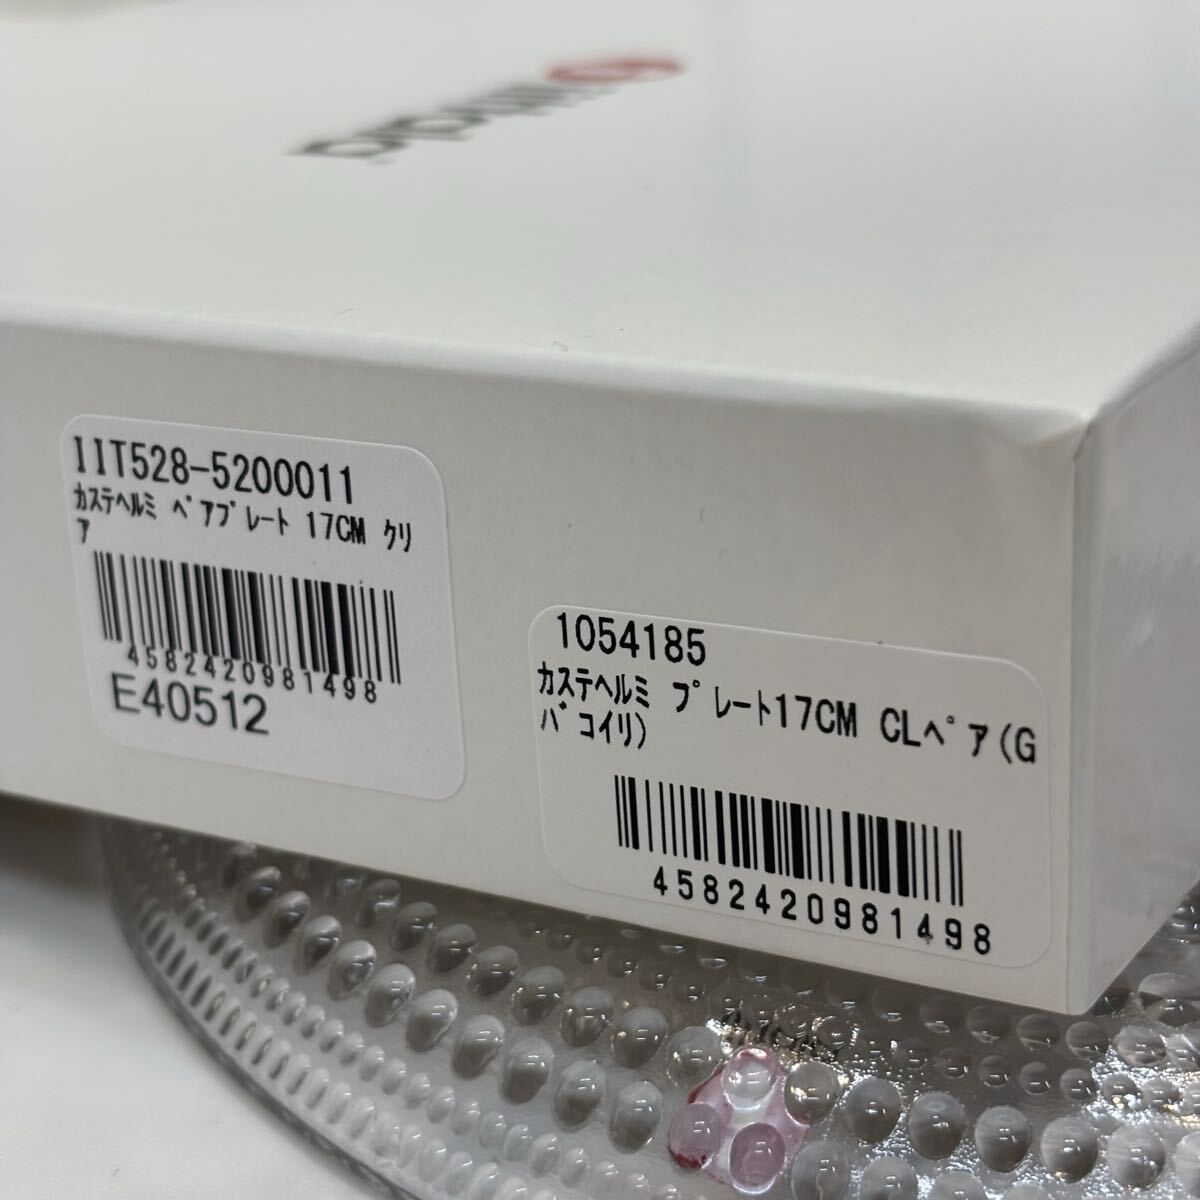 iittala
IIT528-5200011
ｶｽﾃﾍﾙﾐ ﾍﾟｱﾌﾟﾚｰﾄ 17CM ｸﾘ
ｱ
4582420981498
E40512
1054185
ｶｽﾃﾍﾙﾐ ﾌﾟﾚｰﾄ17CM CLﾍﾟｱ(G
ﾊﾞｺｲﾘ)
4582420981498